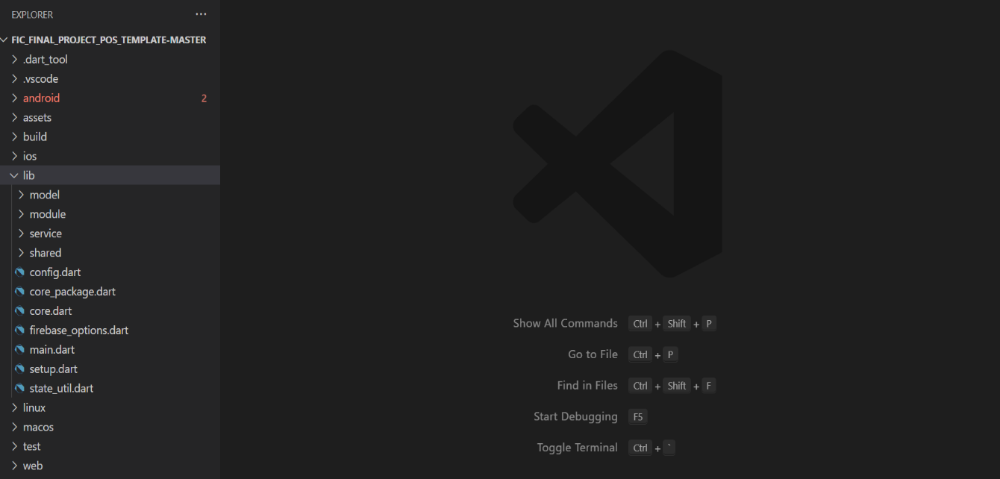 EXPLORER
FIC_FINAL_PROJECT_POS_TEMPLATE-MASTER
.dart_tool
.vscode
android 2
assets
build
ios
lib
model
module
service
shared
config.dart
core_package.dart
core.dart
firebase_options.dart
main.dart
setup.dart
state_util.dart
linux
macos
test
web
Show All Commands Ctrl + Shift + P
Go to File Ctrl + P
Find in Files Ctrl + Shift + F
Start Debugging F5
Toggle Terminal Ctrl + `